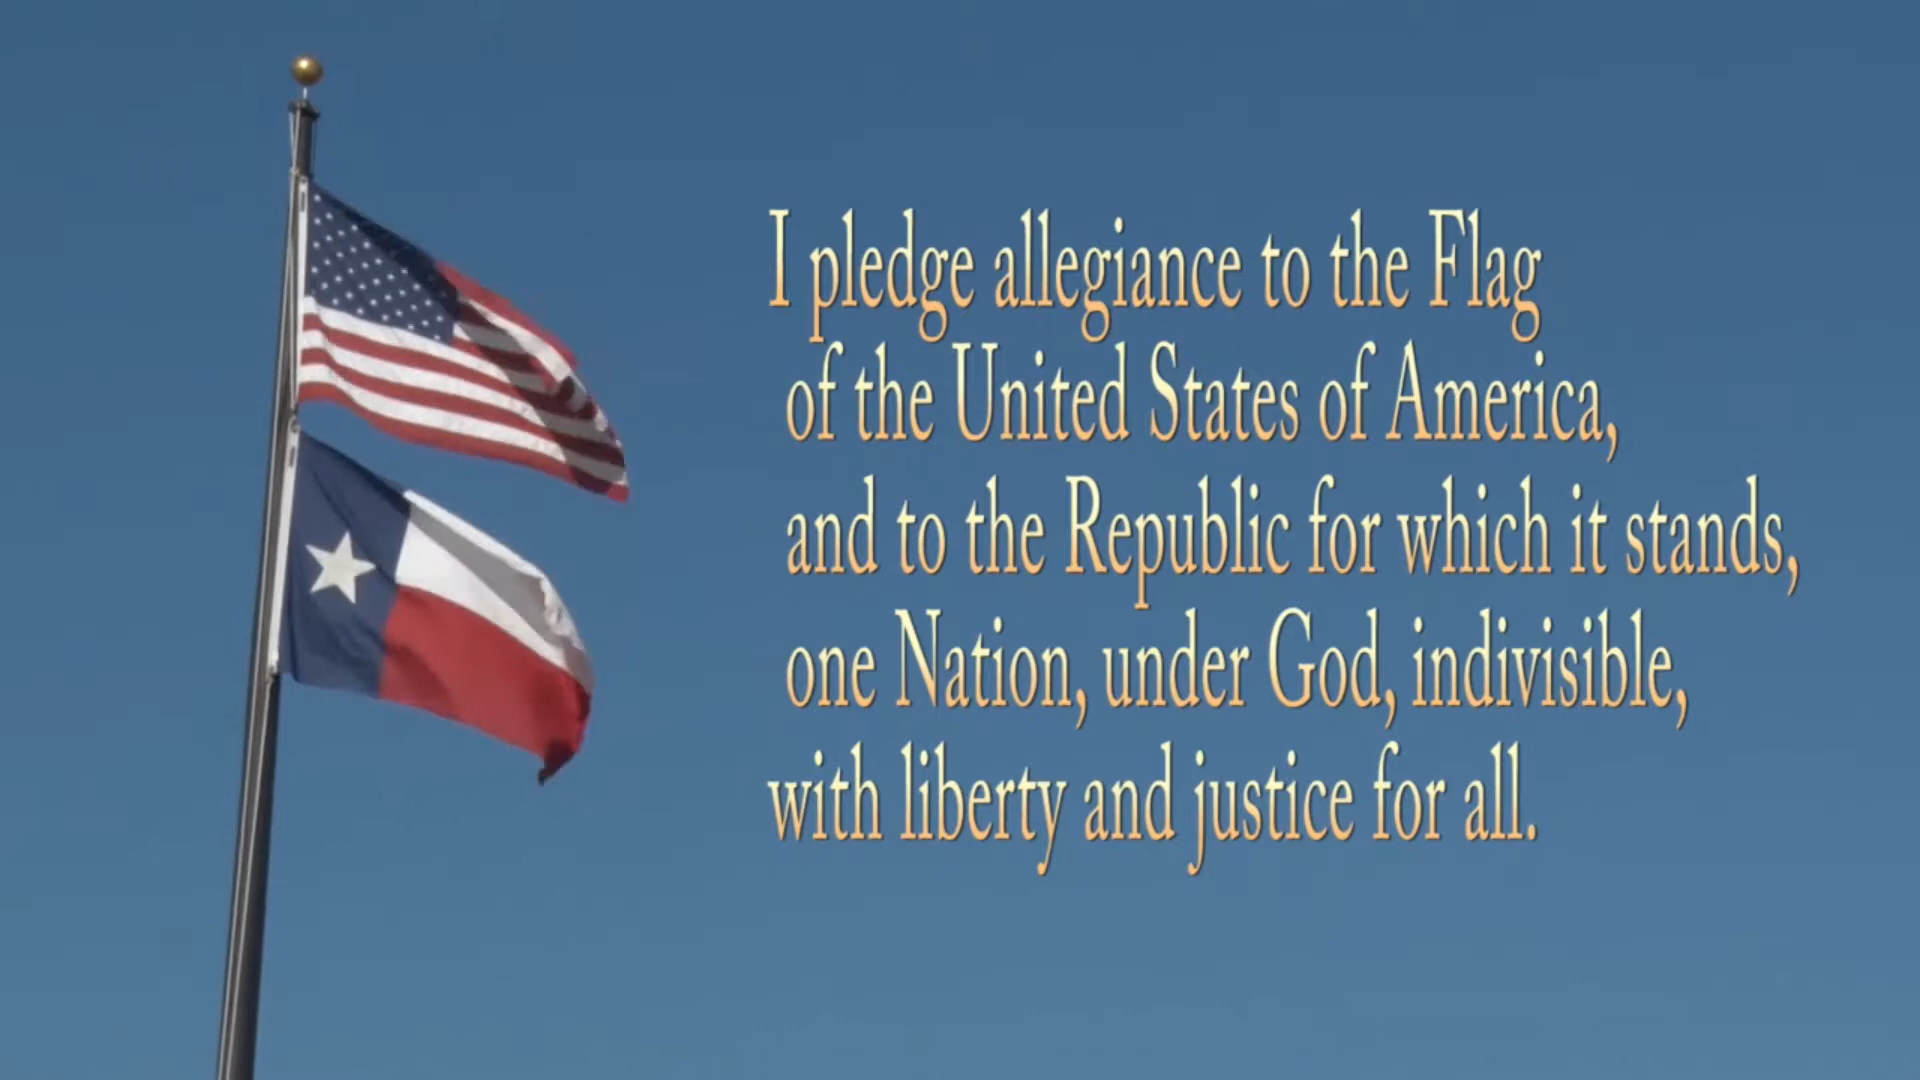 I pledge allegiance to the Flag
of the United States of America,
and to the Republic for which it stands,
one Nation, under God, indivisible,
with liberty and justice for all.